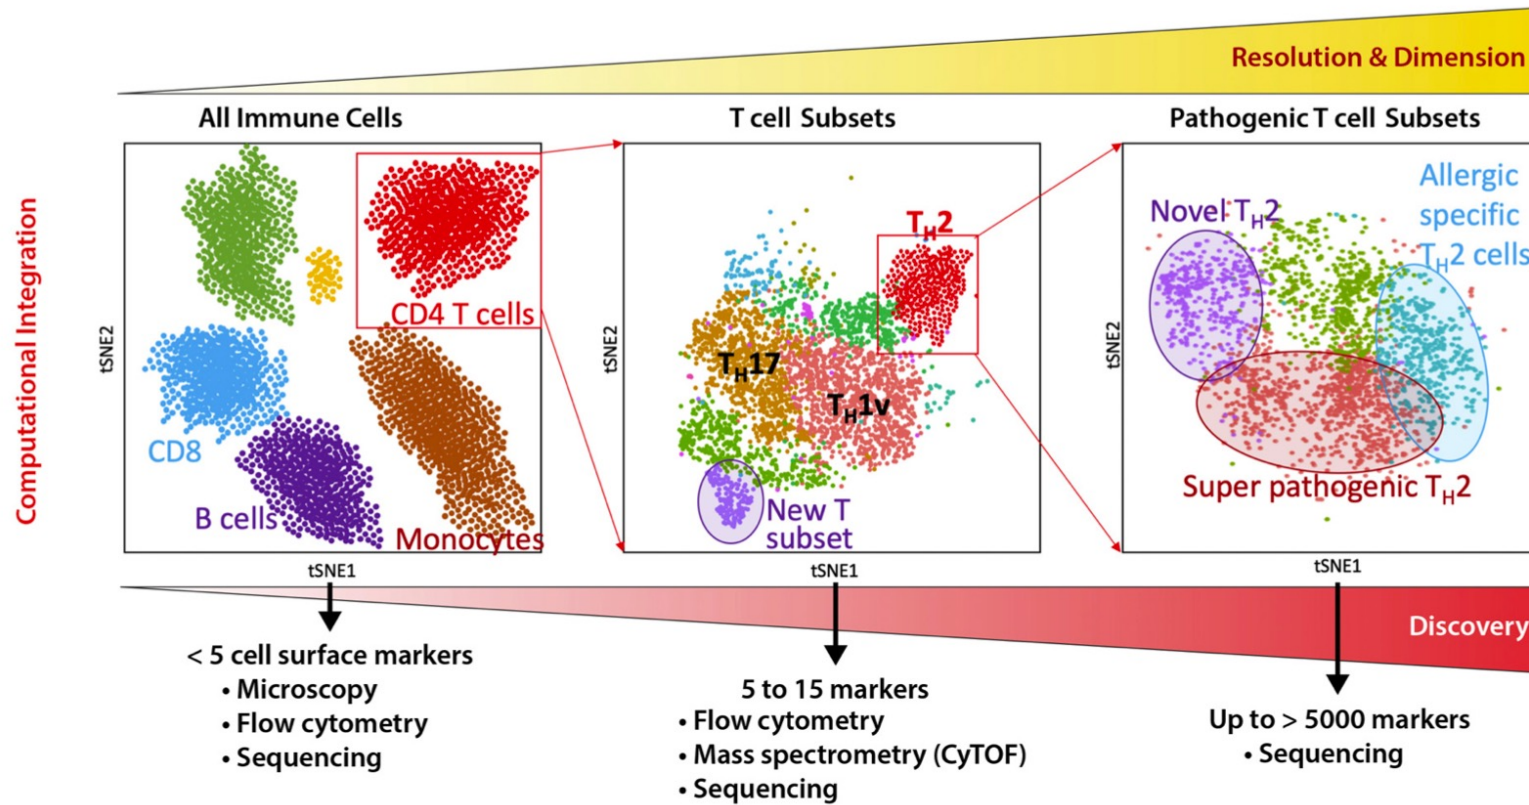 Resolution & Dimension
All Immune Cells
T cell Subsets
Pathogenic T cell Subsets
Computational Integration
tSNE2
CD4 T cells
CD8
B cells
Monocytes
tSNE1
tSNE2
TH2
TH17
TH1v
New T
subset
tSNE1
tSNE2
Novel TH2
Allergic
specific
TH2 cells
Super pathogenic TH2
tSNE1
Discovery
< 5 cell surface markers
• Microscopy
• Flow cytometry
• Sequencing
5 to 15 markers
• Flow cytometry
• Mass spectrometry (CyTOF)
• Sequencing
Up to > 5000 markers
• Sequencing